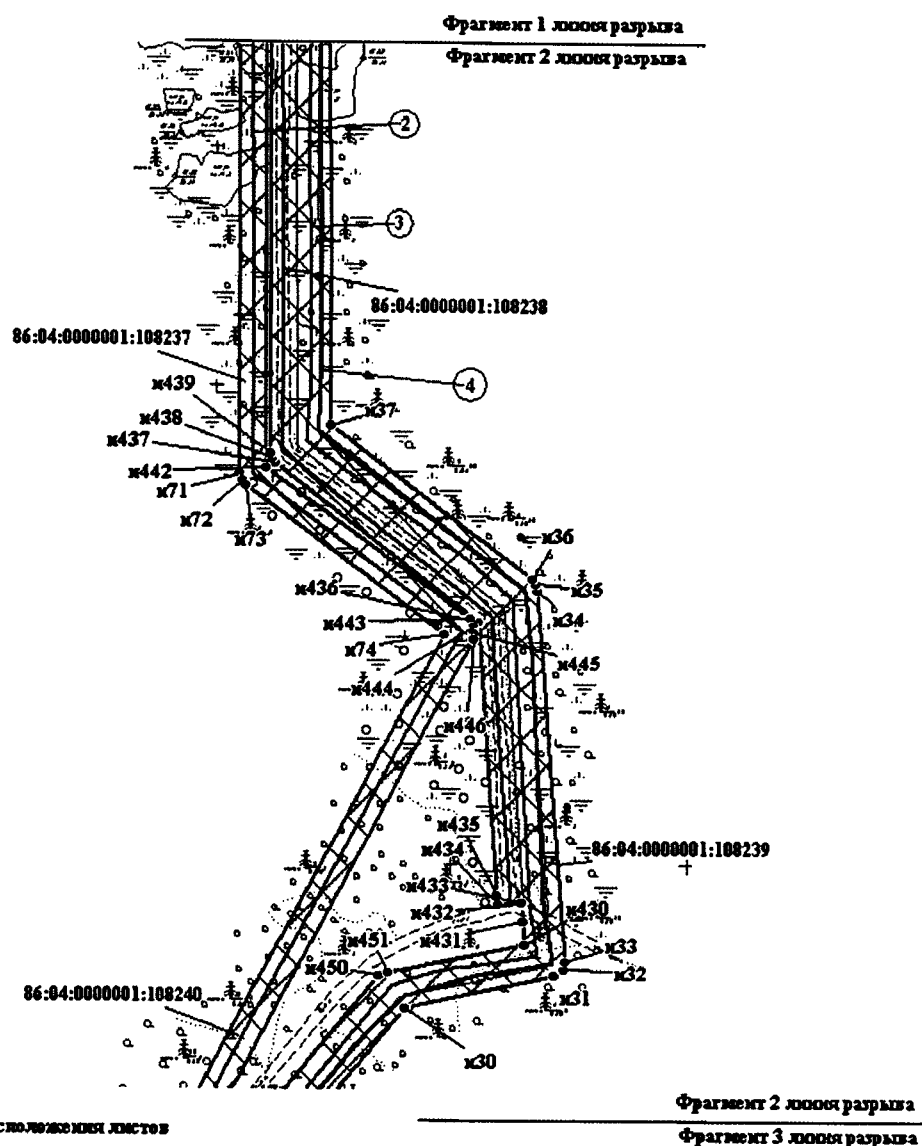 Фрагмент 1 линия разрыва
Фрагмент 2 линия разрыва
2
3
86:04:0000001:108238
86:04:0000001:108237
4
н439
н37
н438
н437
н442
н71
н72
н73
н36
н436
н35
н443
н34
н74
н445
н444
н446
н435
н434
86:04:0000001:108239
н433
н432
н430
н451
н431
н33
н450
н32
86:04:0000001:108240
н31
н30
Фрагмент 2 линия разрыва
сположения листов
Фрагмент 3 линия разрыва